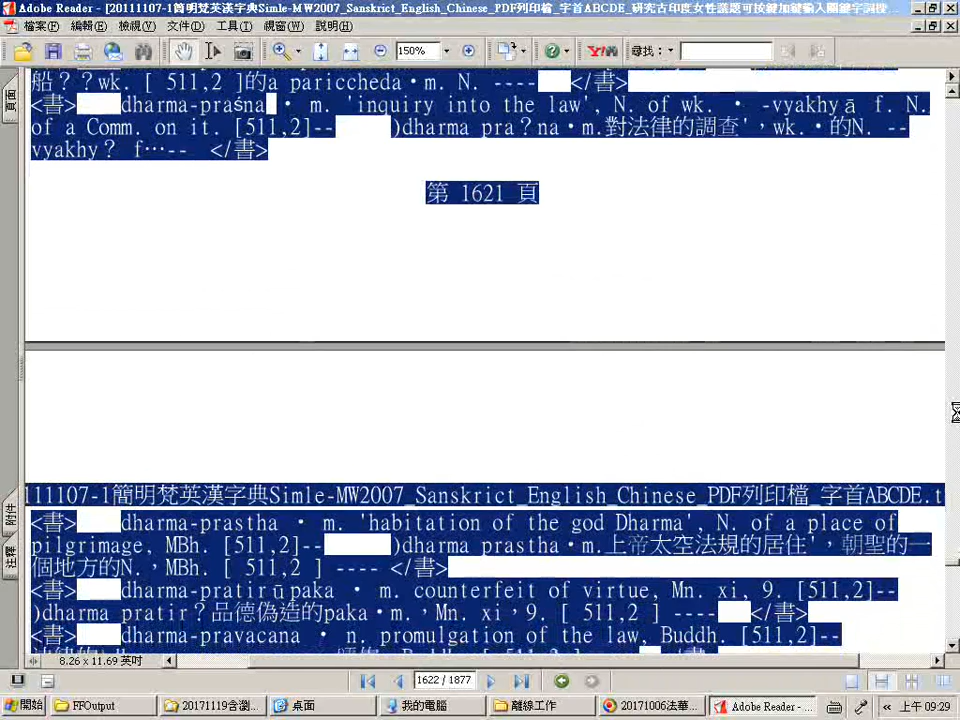 Adobe Reader - [20111107-1簡明梵英漢字典Simle-MW2007_Sanskrict_English_Chinese_PDF列印檔_字首ABCDE_研究古印度女性議題可按鍵加鍵輸入關鍵字詞搜
檔案(F) 編輯(E) 檢視(V) 文件(D) 工具(T) 視窗(W) 說明(H)
150% 尋找：
船？？wk. [ 511,2 ]的a pariccheda・m. N. ---- </書>
<書> dharma-praśna ・ m. 'inquiry into the law', N. of wk. ・ -vyakhyā f. N.
of a Comm. on it. [511,2]-- )dharma pra？na・m.對法律的調查'，wk.・的N. --
vyakhy？ f…-- </書>
第 1621 頁
111107-1簡明梵英漢字典Simle-MW2007_Sanskrict_English_Chinese_PDF列印檔_字首ABCDE.t
<書> dharma-prastha ・ m. 'habitation of the god Dharma', N. of a place of
pilgrimage, MBh. [511,2]-- )dharma prastha・m.上帝太空法規的居住'，朝聖的一
個地方的N.，MBh. [ 511,2 ] ---- </書>
<書> dharma-pratirūpaka ・ m. counterfeit of virtue, Mn. xi, 9. [511,2]--
)dharma pratir？品德偽造的paka・m.，Mn. xi，9. [ 511,2 ] ---- </書>
<書> dharma-pravacana ・ n. promulgation of the law, Buddh. [511,2]--
頁面
附件
注釋
8.26 x 11.69 英吋
1622 / 1877
開始 FFOutput 20171119含瀏... 桌面 我的電腦 離線工作 20171006法華... Adobe Reader - [... 上午 09:29